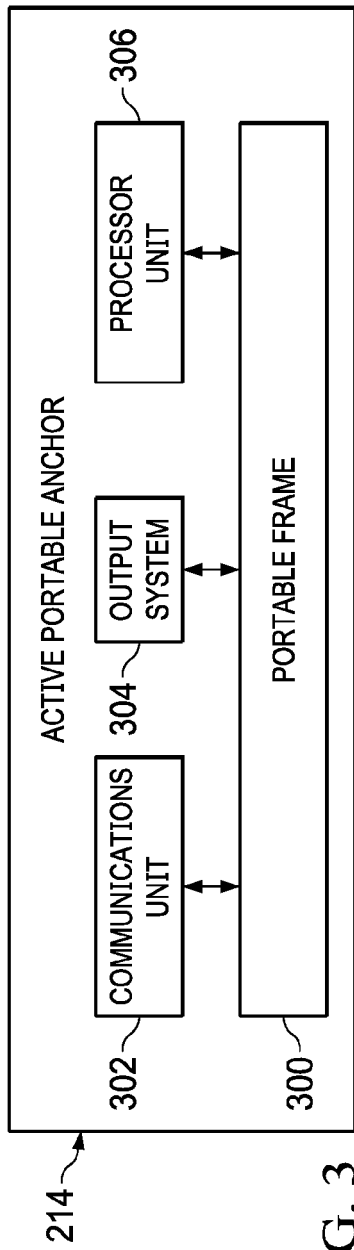 214
ACTIVE PORTABLE ANCHOR
302
COMMUNICATIONS
UNIT
304
OUTPUT
SYSTEM
306
PROCESSOR
UNIT
300
PORTABLE FRAME
G. 3